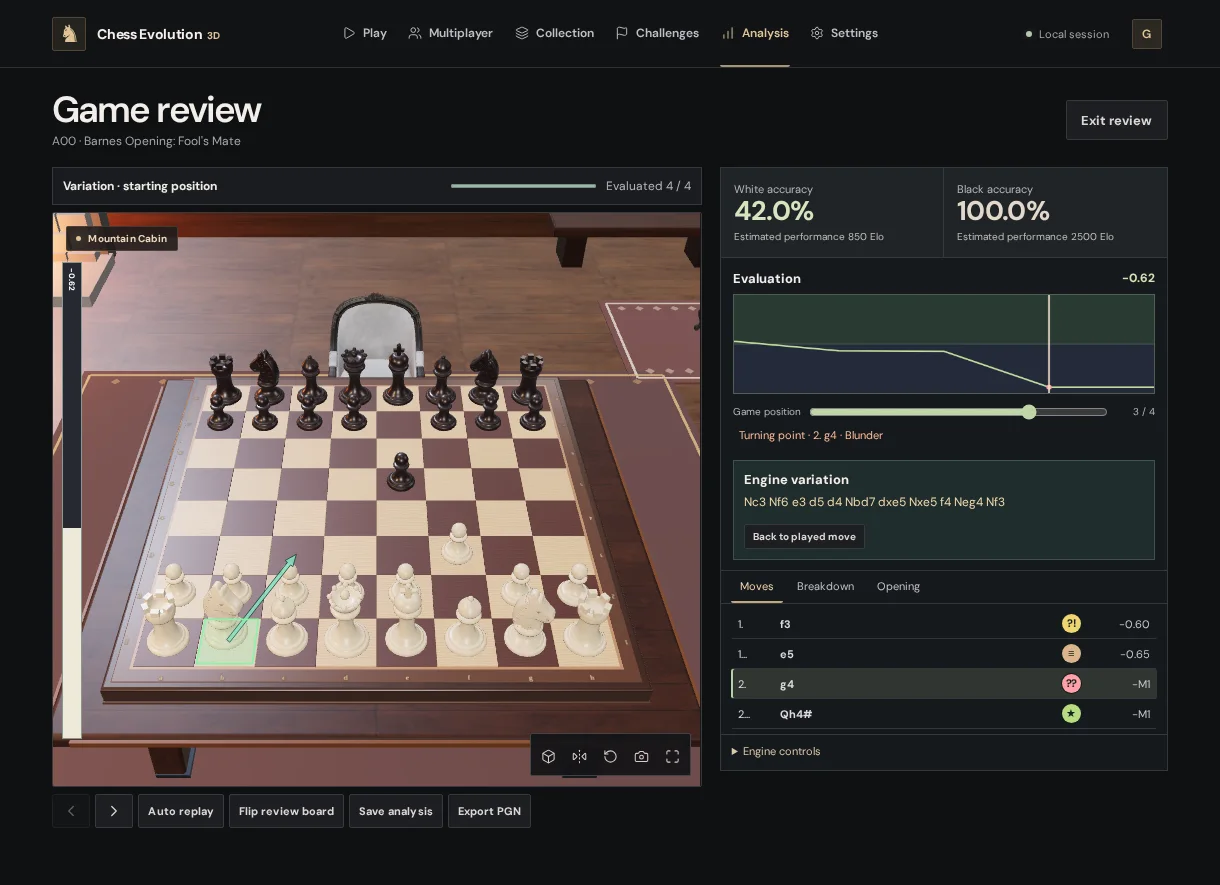 Chess Evolution 3D
Play
Multiplayer
Collection
Challenges
Analysis
Settings
Local session
G
Game review
A00 · Barnes Opening: Fool's Mate
Exit review
Variation · starting position
Evaluated 4 / 4
Mountain Cabin
-0.62
a b c d e f g h
Auto replay
Flip review board
Save analysis
Export PGN
White accuracy
42.0%
Estimated performance 850 Elo
Black accuracy
100.0%
Estimated performance 2500 Elo
Evaluation
-0.62
Game position
3 / 4
Turning point · 2. g4 · Blunder
Engine variation
Nc3 Nf6 e3 d5 d4 Nbd7 dxe5 Nxe5 f4 Neg4 Nf3
Back to played move
Moves
Breakdown
Opening
1. f3 ?! -0.60
1... e5 = -0.65
2. g4 ?? -M1
2... Qh4# ★ -M1
Engine controls